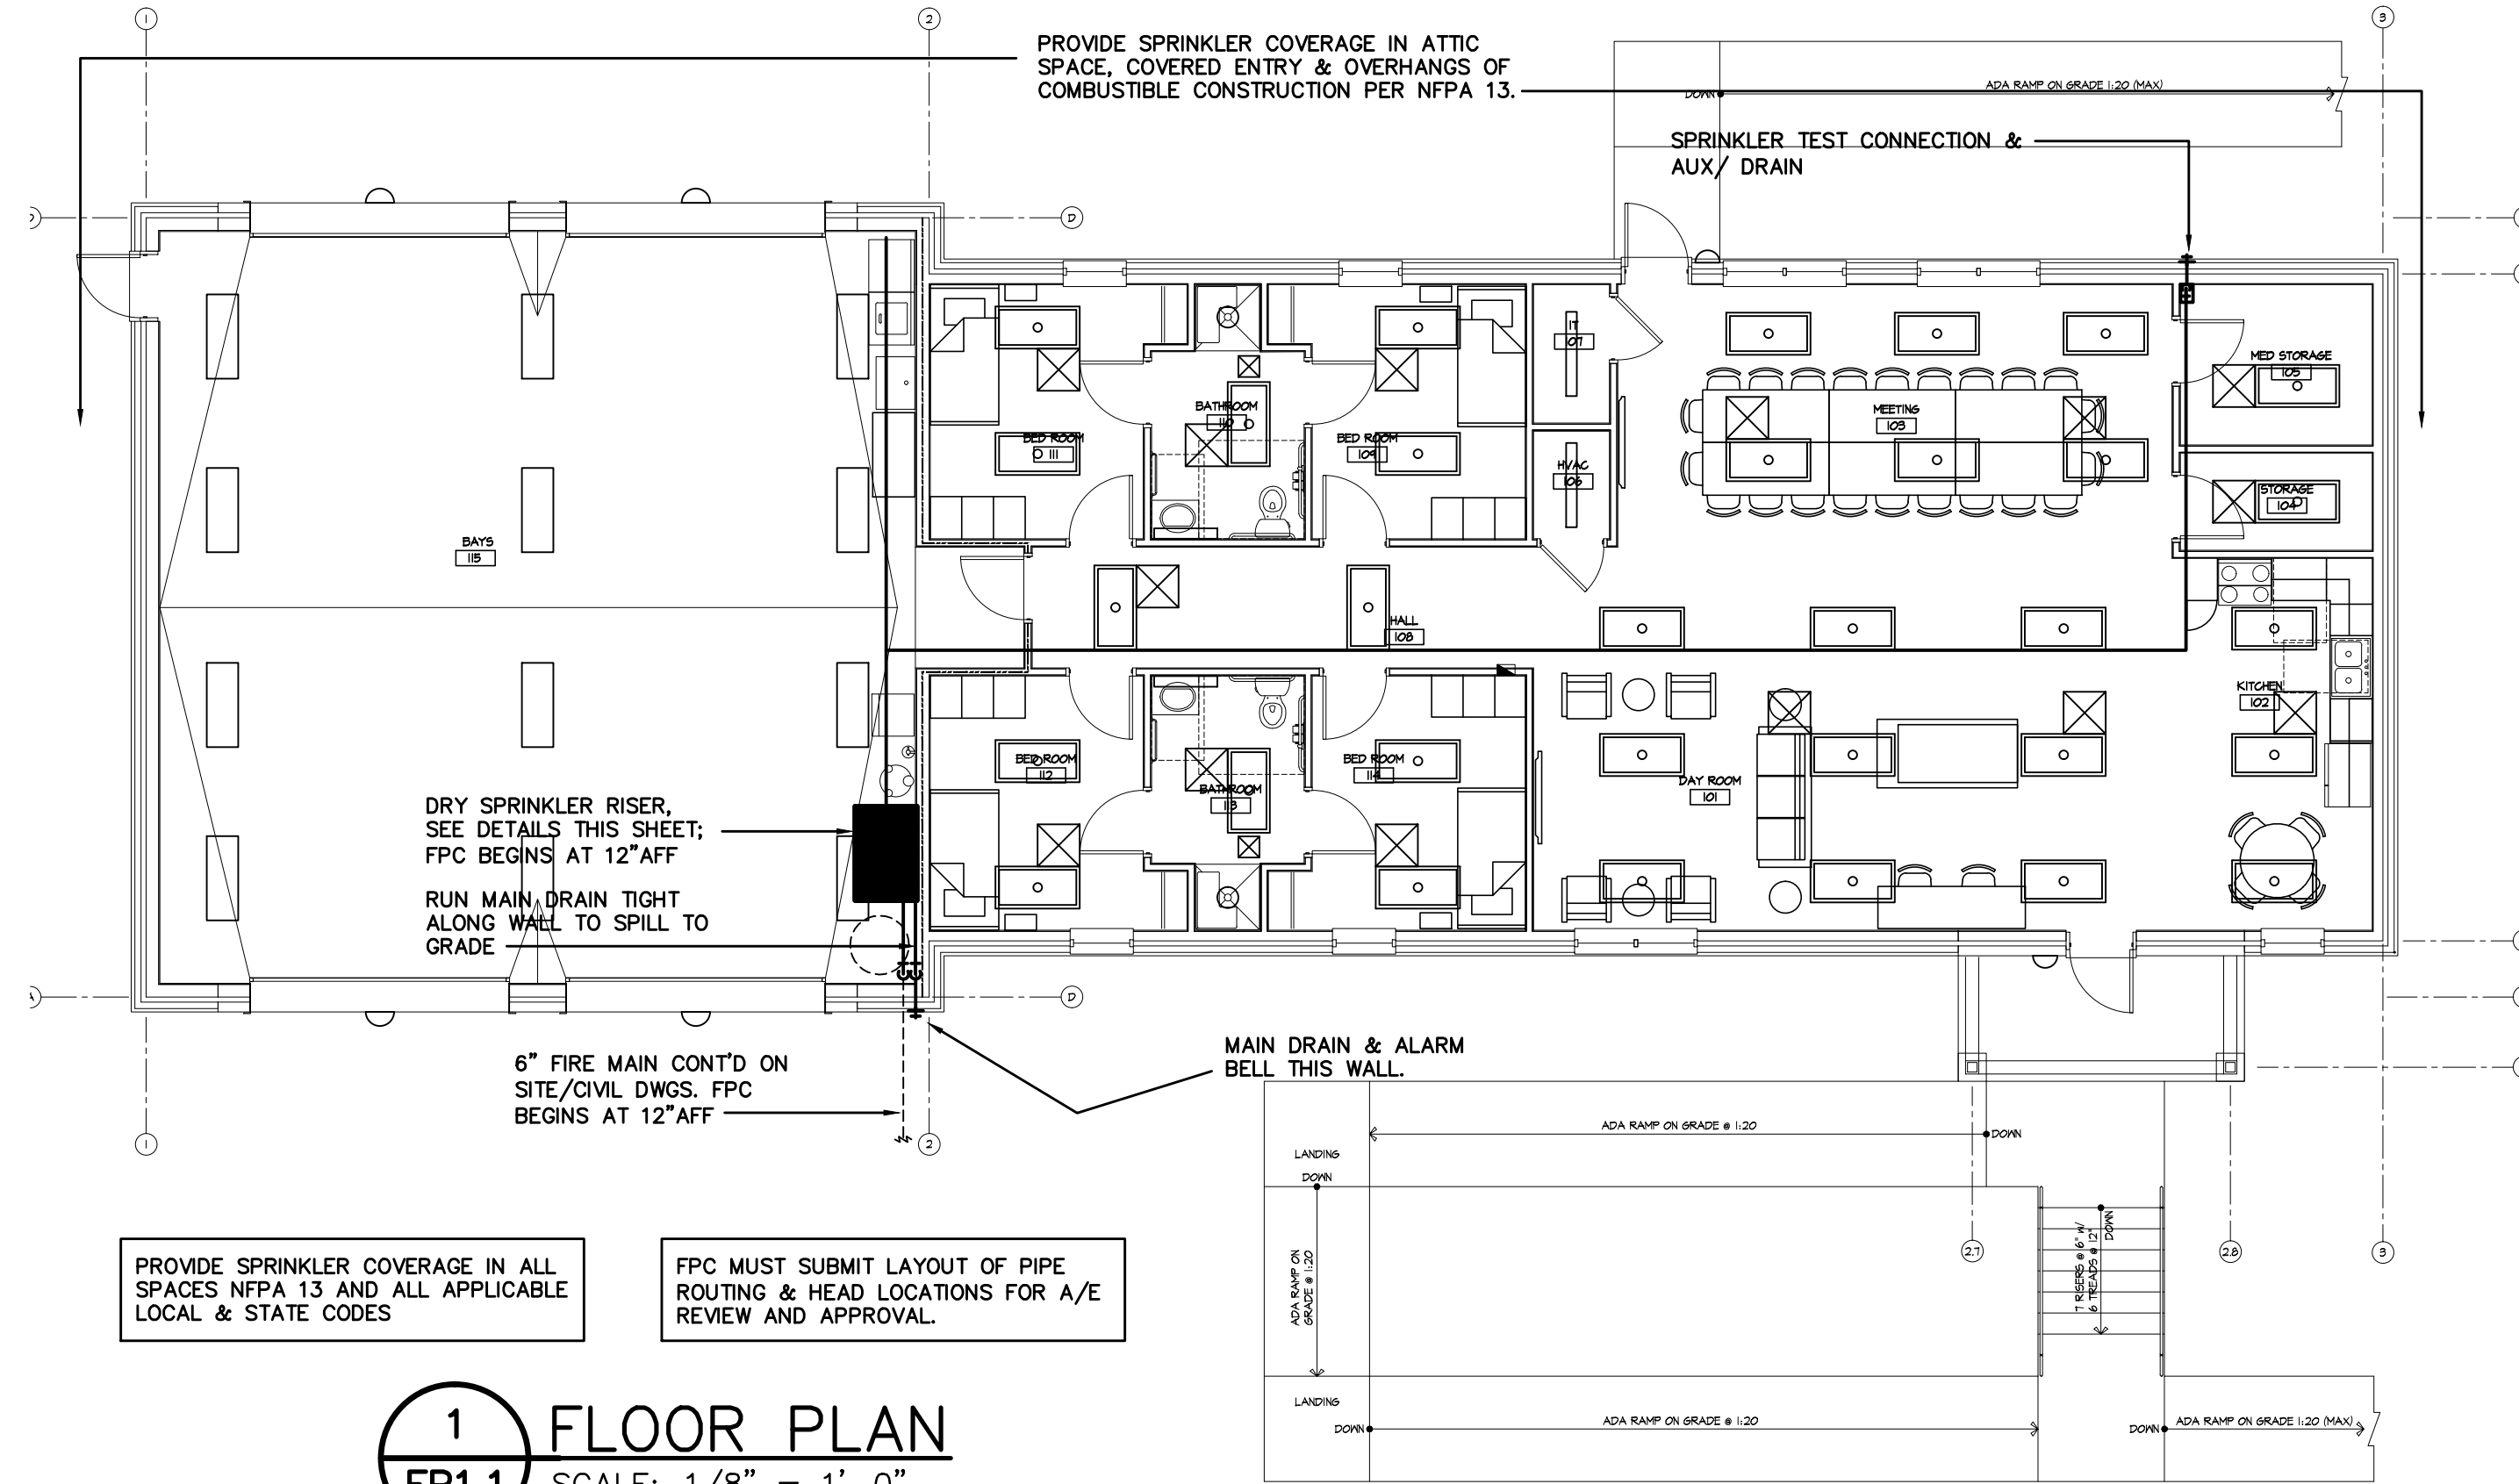 1
2
3
PROVIDE SPRINKLER COVERAGE IN ATTIC
SPACE, COVERED ENTRY & OVERHANGS OF
COMBUSTIBLE CONSTRUCTION PER NFPA 13.
DOWN
ADA RAMP ON GRADE 1:20 (MAX)
SPRINKLER TEST CONNECTION &
AUX/ DRAIN
D
IT
107
MED STORAGE
105
BATHROOM
110
MEETING
103
BED ROOM
111
BED ROOM
109
HVAC
106
STORAGE
104
BAYS
115
HALL
108
KITCHEN
102
BED ROOM
112
BED ROOM
114
BATHROOM
113
DAY ROOM
101
DRY SPRINKLER RISER,
SEE DETAILS THIS SHEET;
FPC BEGINS AT 12"AFF
RUN MAIN DRAIN TIGHT
ALONG WALL TO SPILL TO
GRADE
D
6" FIRE MAIN CONT'D ON
SITE/CIVIL DWGS. FPC
BEGINS AT 12"AFF
MAIN DRAIN & ALARM
BELL THIS WALL.
1
2
ADA RAMP ON GRADE @ 1:20
DOWN
LANDING
DOWN
ADA RAMP ON
GRADE @ 1:20
7 RISERS @ 6" W/
6 TREADS @ 12"
DOWN
2.7
2.8
3
PROVIDE SPRINKLER COVERAGE IN ALL
SPACES NFPA 13 AND ALL APPLICABLE
LOCAL & STATE CODES
FPC MUST SUBMIT LAYOUT OF PIPE
ROUTING & HEAD LOCATIONS FOR A/E
REVIEW AND APPROVAL.
LANDING
DOWN
ADA RAMP ON GRADE @ 1:20
DOWN
ADA RAMP ON GRADE 1:20 (MAX)
1
FLOOR PLAN
FP1.1
SCALE: 1/8" = 1'-0"